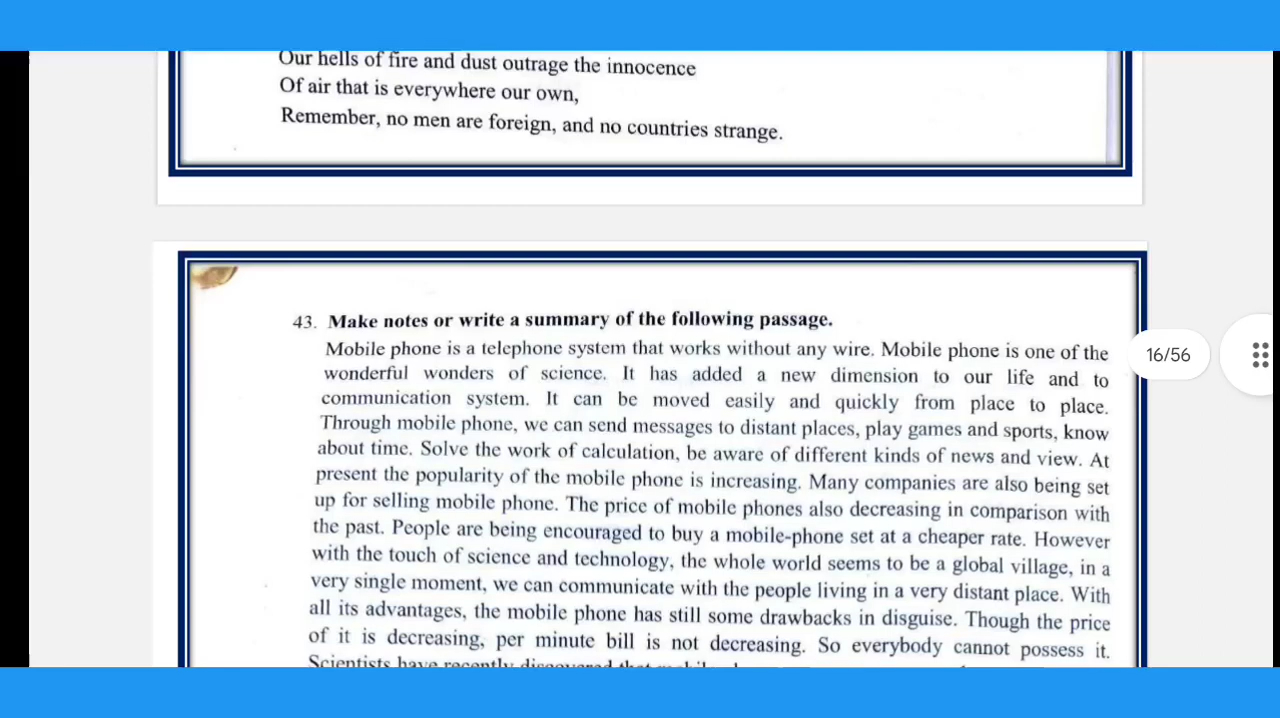 Our hells of fire and dust outrage the innocence
Of air that is everywhere our own,
Remember, no men are foreign, and no countries strange.
43. Make notes or write a summary of the following passage.
Mobile phone is a telephone system that works without any wire. Mobile phone is one of the
wonderful wonders of science. It has added a new dimension to our life and to
communication system. It can be moved easily and quickly from place to place.
Through mobile phone, we can send messages to distant places, play games and sports, know
about time. Solve the work of calculation, be aware of different kinds of news and view. At
present the popularity of the mobile phone is increasing. Many companies are also being set
up for selling mobile phone. The price of mobile phones also decreasing in comparison with
the past. People are being encouraged to buy a mobile-phone set at a cheaper rate. However
with the touch of science and technology, the whole world seems to be a global village, in a
very single moment, we can communicate with the people living in a very distant place. With
all its advantages, the mobile phone has still some drawbacks in disguise. Though the price
of it is decreasing, per minute bill is not decreasing. So everybody cannot possess it.
Scientists have recently discovered that
16/56